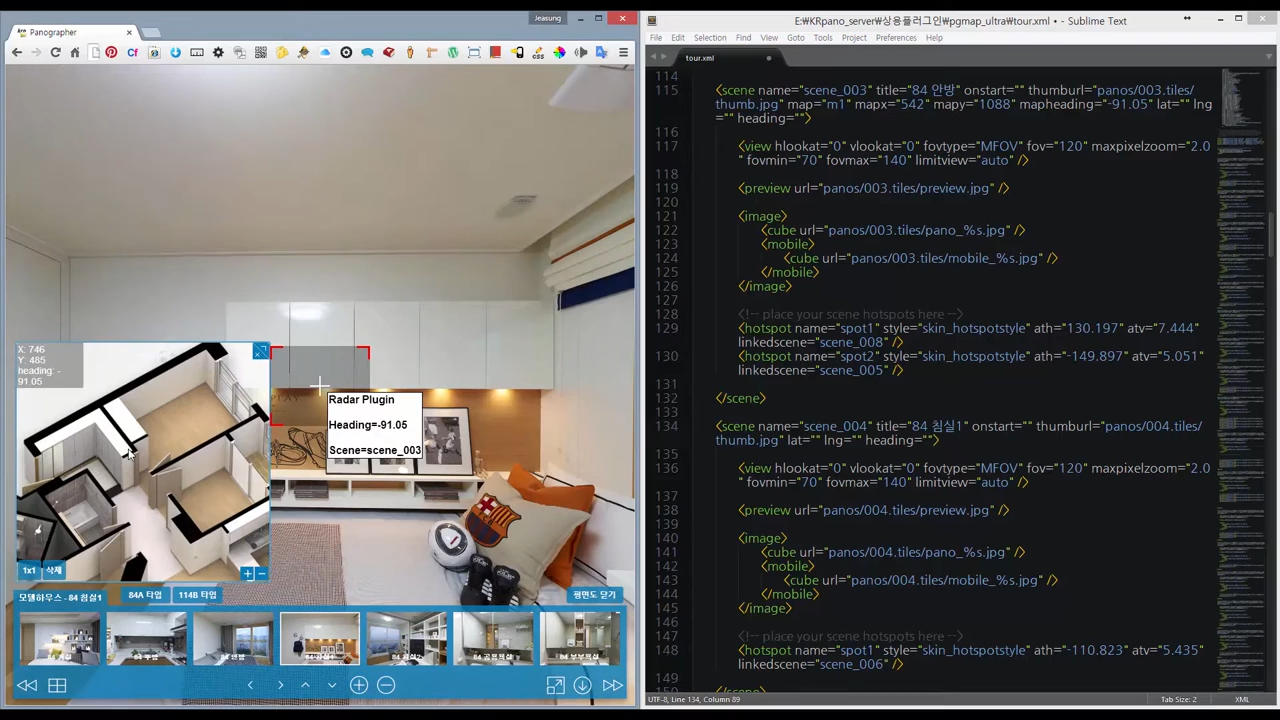 Panographer
Jeasung
X: 746
Y: 485
heading: -
91.05
Radar Plugin
Heading=-91.05
Scene=scene_003
1x1 삭제
모델하우스 - 84 침실1 84A 타입 114B 타입 평면도 닫기
E:\KRpano_server\상용플러그인\pgmap_ultra\tour.xml • - Sublime Text
File Edit Selection Find View Goto Tools Project Preferences Help
tour.xml
114
115 <scene name="scene_003" title="84 안방" onstart="" thumburl="panos/003.tiles/
thumb.jpg" map="m1" mapx="542" mapy="1088" mapheading="-91.05" lat="" lng
="" heading="">
116
117 <view hlookat="0" vlookat="0" fovtype="MFOV" fov="120" maxpixelzoom="2.0
" fovmin="70" fovmax="140" limitview="auto" />
118
119 <preview url="panos/003.tiles/preview.jpg" />
120
121 <image>
122 <cube url="panos/003.tiles/pano_%s.jpg" />
123 <mobile>
124 <cube url="panos/003.tiles/mobile_%s.jpg" />
125 </mobile>
126 </image>
127
128 <!-- place your scene hotspots here -->
129 <hotspot name="spot1" style="skin_hotspotstyle" ath="130.197" atv="7.444"
linkedscene="scene_008" />
130 <hotspot name="spot2" style="skin_hotspotstyle" ath="-149.897" atv="5.051"
linkedscene="scene_005" />
131
132 </scene>
133
134 <scene name="scene_004" title="84 침실1" onstart="" thumburl="panos/004.tiles/
thumb.jpg" lat="" lng="" heading="">
135
136 <view hlookat="0" vlookat="0" fovtype="MFOV" fov="120" maxpixelzoom="2.0
" fovmin="70" fovmax="140" limitview="auto" />
137
138 <preview url="panos/004.tiles/preview.jpg" />
139
140 <image>
141 <cube url="panos/004.tiles/pano_%s.jpg" />
142 <mobile>
143 <cube url="panos/004.tiles/mobile_%s.jpg" />
144 </mobile>
145 </image>
146
147 <!-- place your scene hotspots here -->
148 <hotspot name="spot1" style="skin_hotspotstyle" ath="-110.823" atv="5.435"
linkedscene="scene_006" />
149
UTF-8, Line 134, Column 89 Tab Size: 2 XML